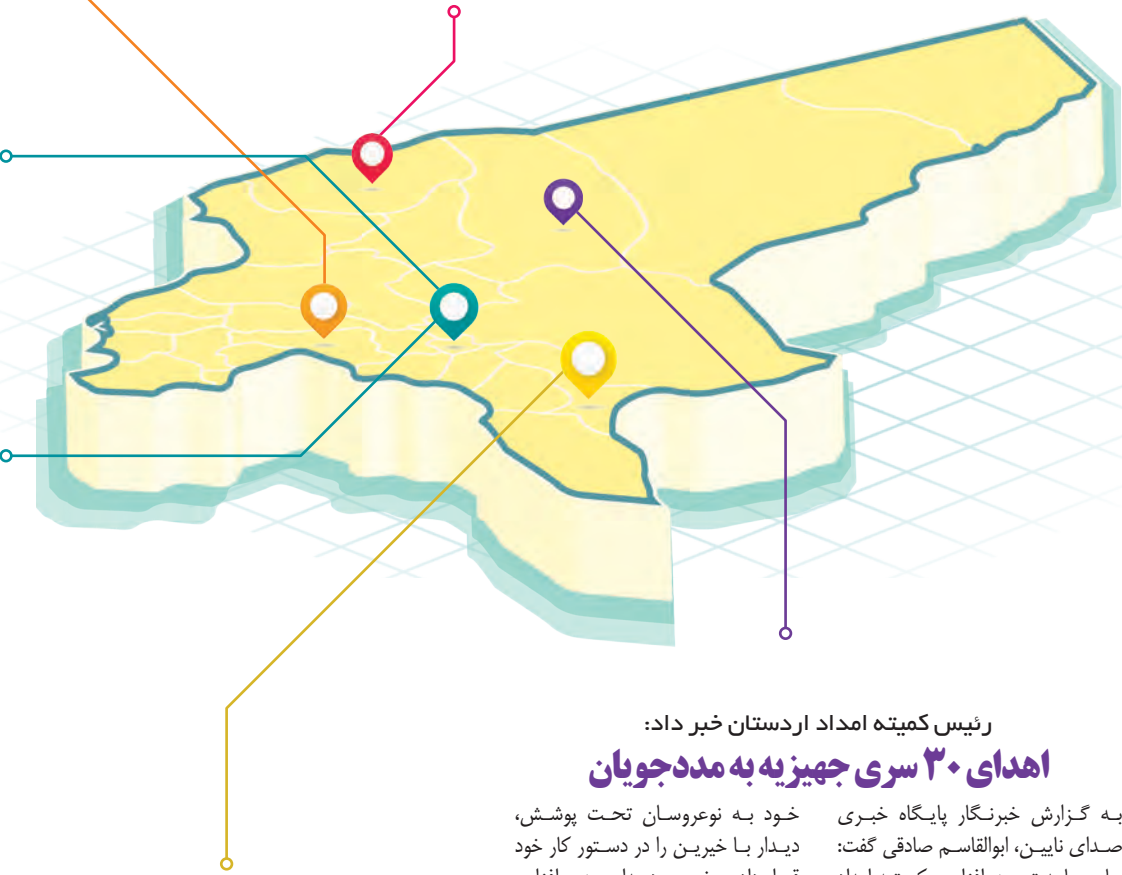 رئیس کمیته امداد اردستان خبر داد:
اهدای ۳۰ سری جهیزیه به مددجویان
به گزارش خبرنگار پایگاه خبری
صدای نایین، ابوالقاسم صادقی گفت:
خود به نوعروسان تحت پوشش،
دیدار با خیرین را در دستور کار خود